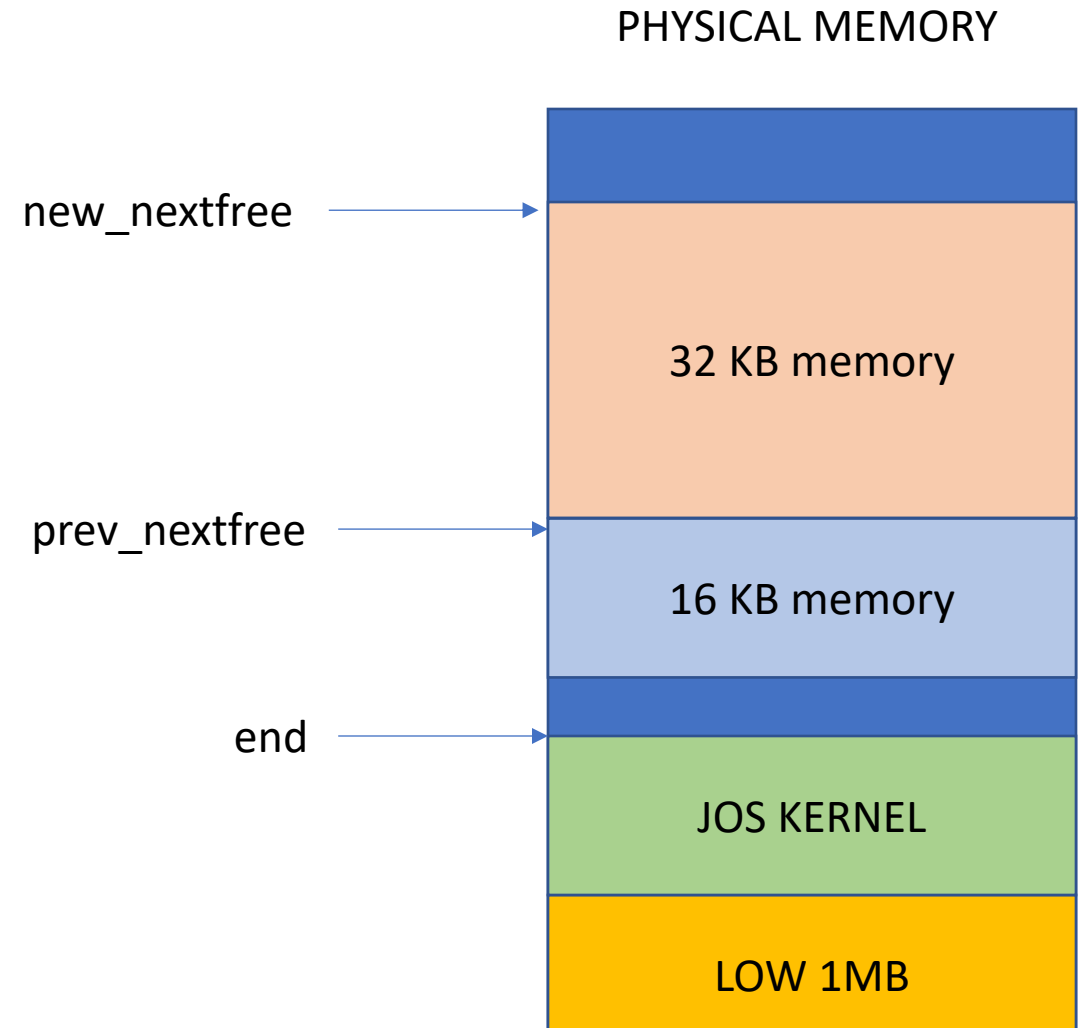 PHYSICAL MEMORY
new_nextfree
32 KB memory
prev_nextfree
16 KB memory
end
JOS KERNEL
LOW 1MB